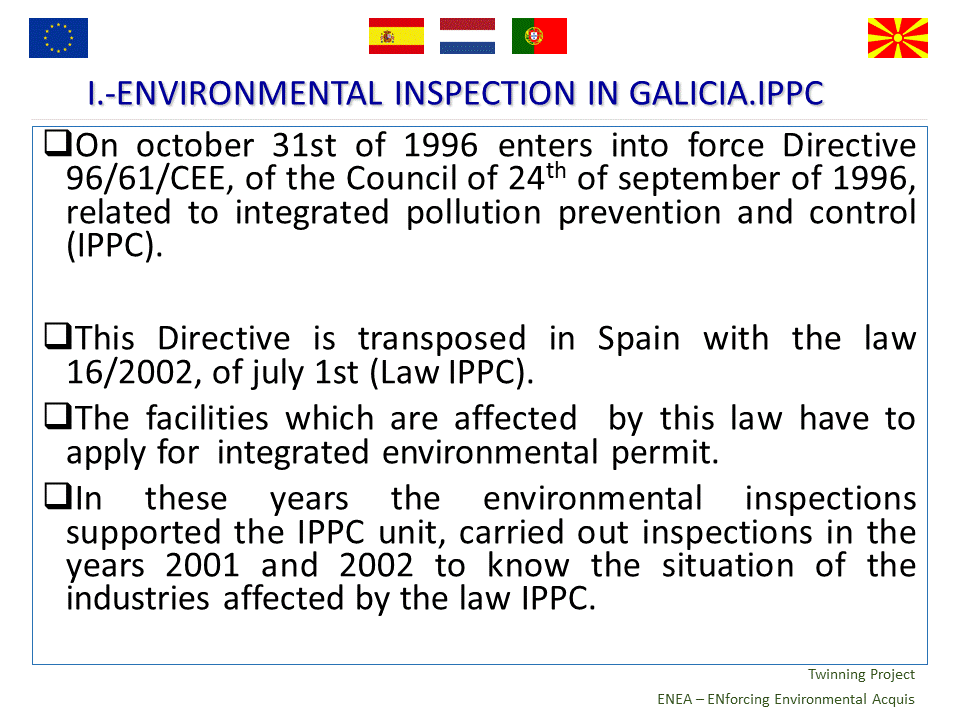 I.-ENVIRONMENTAL INSPECTION IN GALICIA.IPPC
On october 31st of 1996 enters into force Directive
96/61/CEE, of the Council of 24th of september of 1996,
related to integrated pollution prevention and control
(IPPC).
This Directive is transposed in Spain with the law
16/2002, of july 1st (Law IPPC).
The facilities which are affected by this law have to
apply for integrated environmental permit.
In these years the environmental inspections
supported the IPPC unit, carried out inspections in the
years 2001 and 2002 to know the situation of the
industries affected by the law IPPC.
Twinning Project
ENEA – ENforcing Environmental Acquis